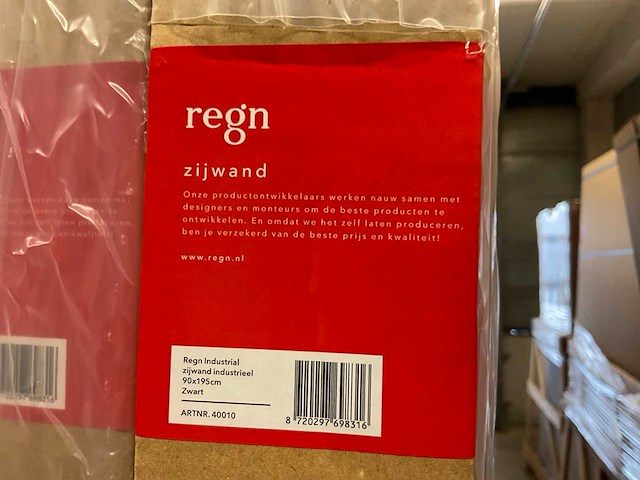 regn
zijwand
Onze productontwikkelaars werken nauw samen met
designers en monteurs om de beste producten te
ontwikkelen. En omdat we het zelf laten produceren,
ben je verzekerd van de beste prijs en kwaliteit!
www.regn.nl
Regn Industrial
zijwand industrieel
90x195cm
Zwart
ARTNR. 40010
8 720297 698316